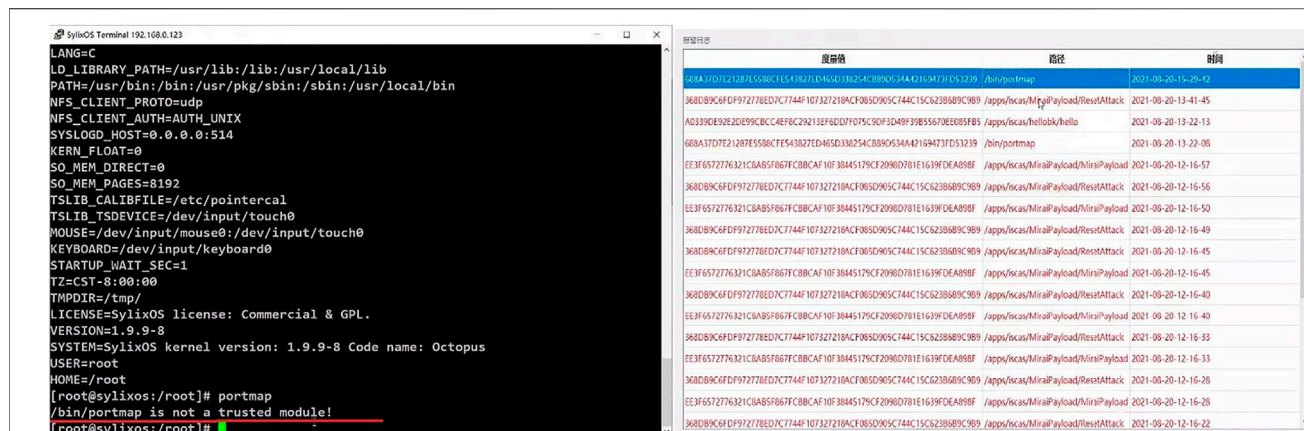 SylixOS Terminal 192.168.0.123
LANG=C
LD_LIBRARY_PATH=/usr/lib:/lib:/usr/local/lib
PATH=/usr/bin:/bin:/usr/pkg/sbin:/sbin:/usr/local/bin
NFS_CLIENT_PROTO=udp
NFS_CLIENT_AUTH=AUTH_UNIX
SYSLOGD_HOST=0.0.0.0:514
KERN_FLOAT=0
SO_MEM_DIRECT=0
SO_MEM_PAGES=8192
TSLIB_CALIBFILE=/etc/pointercal
TSLIB_TSDEVICE=/dev/input/touch0
MOUSE=/dev/input/mouse0:/dev/input/touch0
KEYBOARD=/dev/input/keyboard0
STARTUP_WAIT_SEC=1
TZ=CST-8:00:00
TMPDIR=/tmp/
LICENSE=SylixOS license: Commercial & GPL.
VERSION=1.9.9-8
SYSTEM=SylixOS kernel version: 1.9.9-8 Code name: Octopus
USER=root
HOME=/root
[root@sylixos:/root]# portmap
/bin/portmap is not a trusted module!
[root@sylixos:/root]#
报警日志
度量值 路径 时间
/bin/portmap 2021-08-20-15-29-42
/apps/iscas/MiraiPayload/ResetAttack 2021-08-20-13-41-45
/apps/iscas/hellobk/hello 2021-08-20-13-22-13
/bin/portmap 2021-08-20-13-22-08
/apps/iscas/MiraiPayload/MiraiPayload 2021-08-20-12-16-57
/apps/iscas/MiraiPayload/ResetAttack 2021-08-20-12-16-56
/apps/iscas/MiraiPayload/MiraiPayload 2021-08-20-12-16-50
/apps/iscas/MiraiPayload/ResetAttack 2021-08-20-12-16-49
/apps/iscas/MiraiPayload/ResetAttack 2021-08-20-12-16-45
/apps/iscas/MiraiPayload/MiraiPayload 2021-08-20-12-16-45
/apps/iscas/MiraiPayload/ResetAttack 2021-08-20-12-16-40
/apps/iscas/MiraiPayload/MiraiPayload 2021-08-20-12-16-40
/apps/iscas/MiraiPayload/ResetAttack 2021-08-20-12-16-33
/apps/iscas/MiraiPayload/MiraiPayload 2021-08-20-12-16-33
/apps/iscas/MiraiPayload/ResetAttack 2021-08-20-12-16-28
/apps/iscas/MiraiPayload/MiraiPayload 2021-08-20-12-16-28
/apps/iscas/MiraiPayload/ResetAttack 2021-08-20-12-16-22